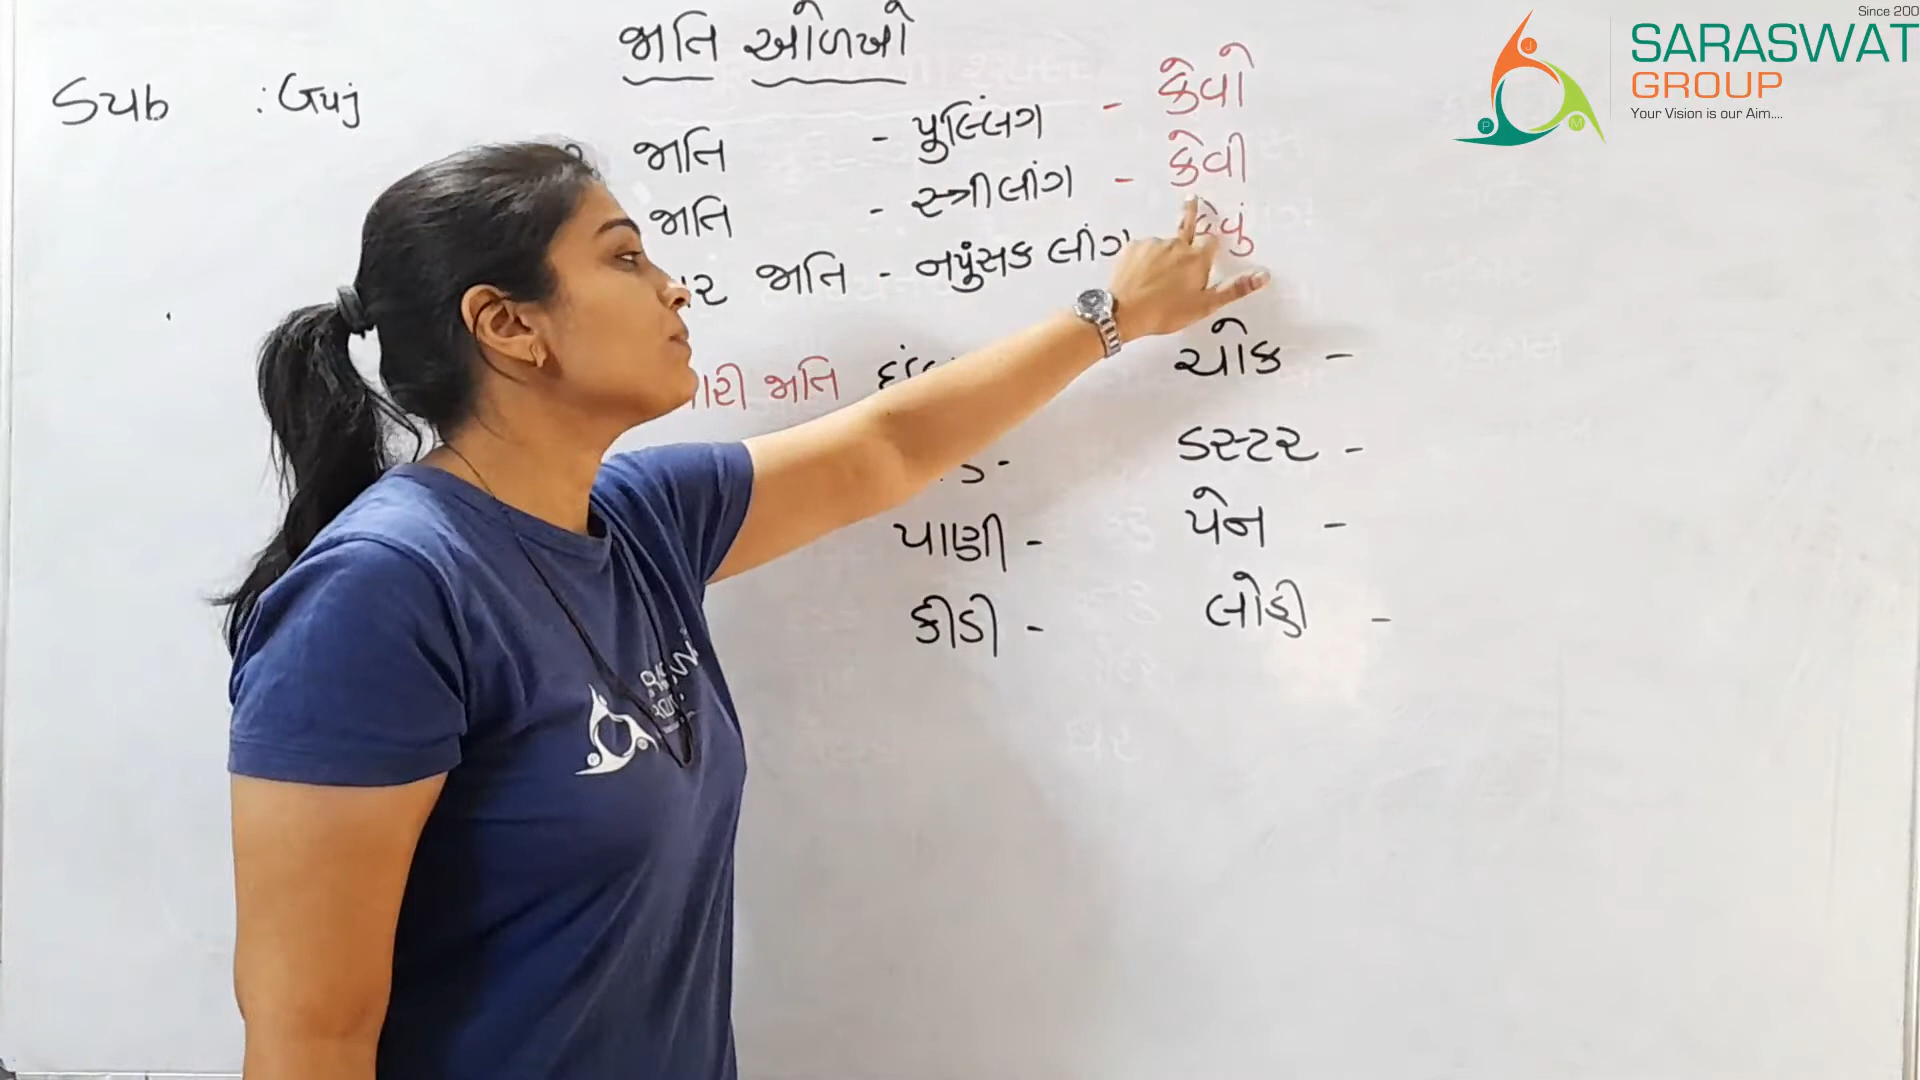 જાતિ ઓળખો
Sub : Guj
જાતિ - પુલ્લિંગ - કેવો
જાતિ - સ્ત્રીલીંગ - કેવી
જાતિ - નપુંસક લીંગ કેવું
જાતિ
ચોક -
ડસ્ટર -
પાણી - પેન -
કીડી -
Since 200
SARASWAT
GROUP
Your Vision is our Aim....
J
P
M